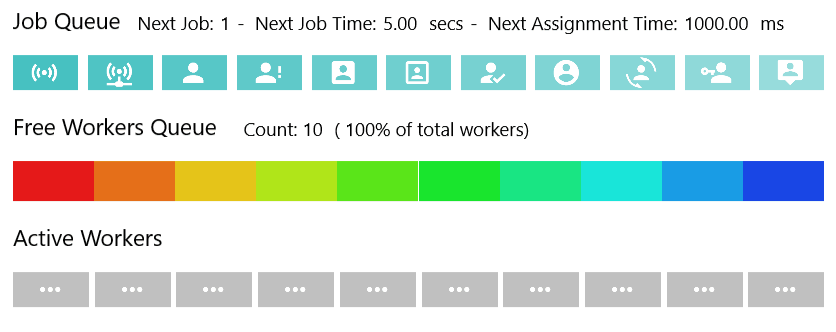 Job Queue Next Job: 1 - Next Job Time: 5.00 secs - Next Assignment Time: 1000.00 ms
Free Workers Queue Count: 10 ( 100% of total workers)
Active Workers